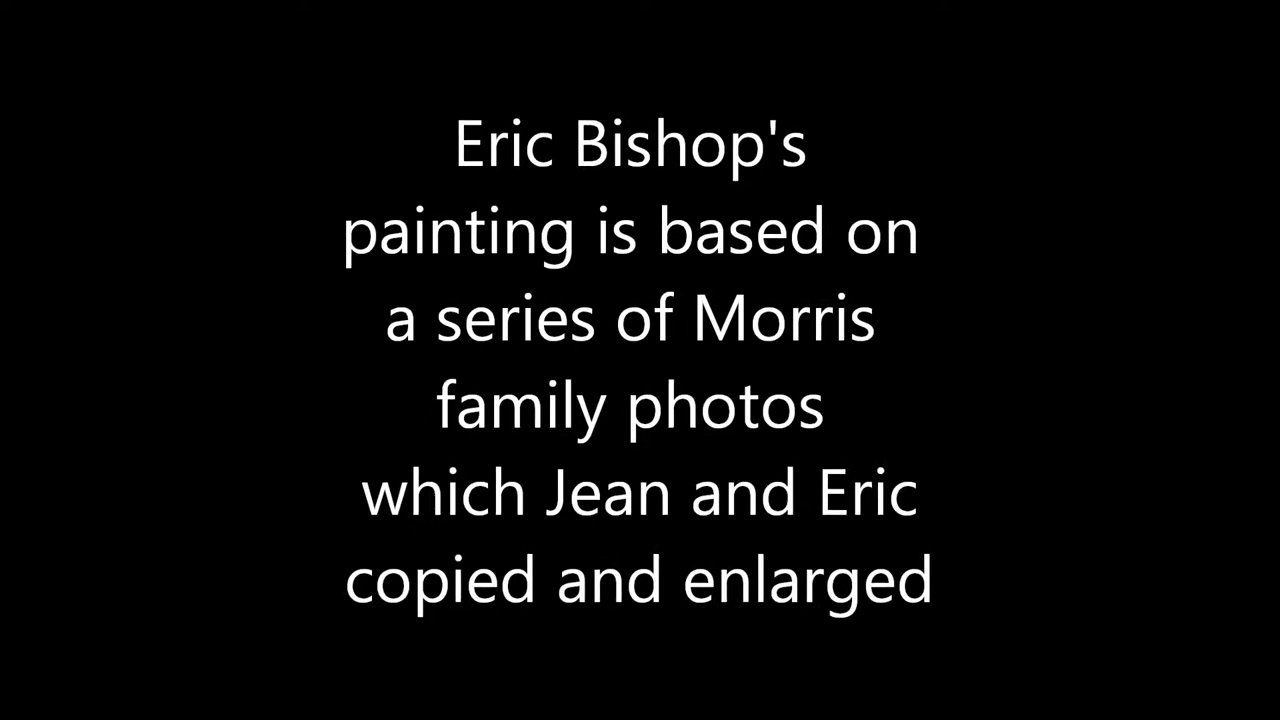 Eric Bishop's
painting is based on
a series of Morris
family photos
which Jean and Eric
copied and enlarged